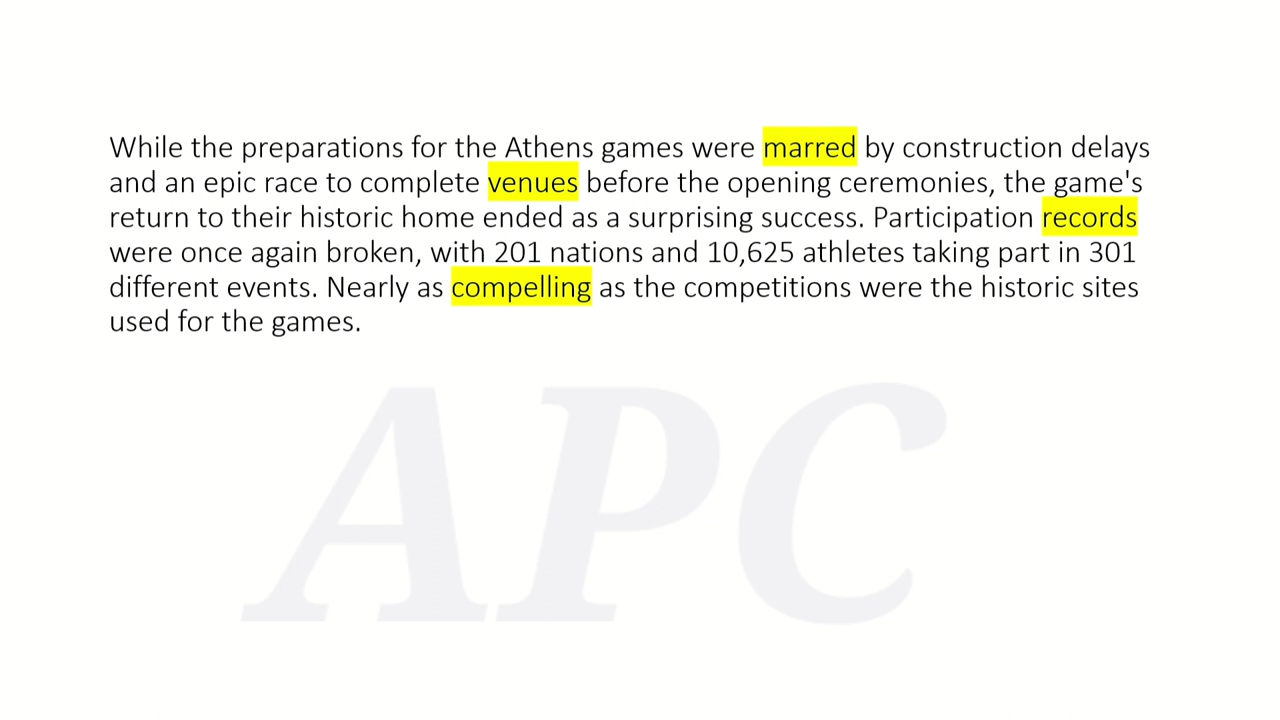 While the preparations for the Athens games were marred by construction delays
and an epic race to complete venues before the opening ceremonies, the game's
return to their historic home ended as a surprising success. Participation records
were once again broken, with 201 nations and 10,625 athletes taking part in 301
different events. Nearly as compelling as the competitions were the historic sites
used for the games.
APC